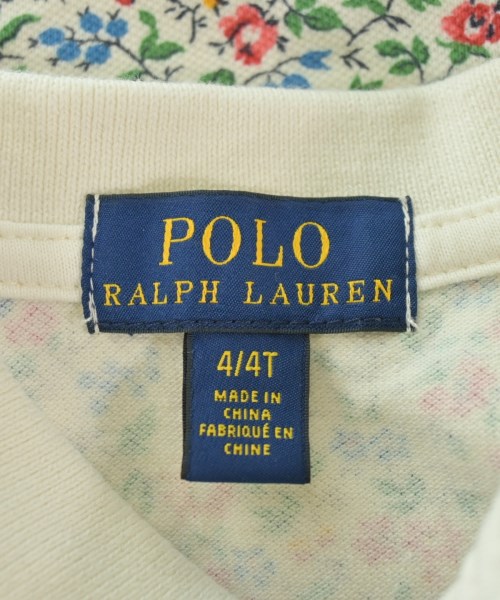 POLO
RALPH LAUREN
4/4T
MADE IN
CHINA
FABRIQUÉ EN
CHINE